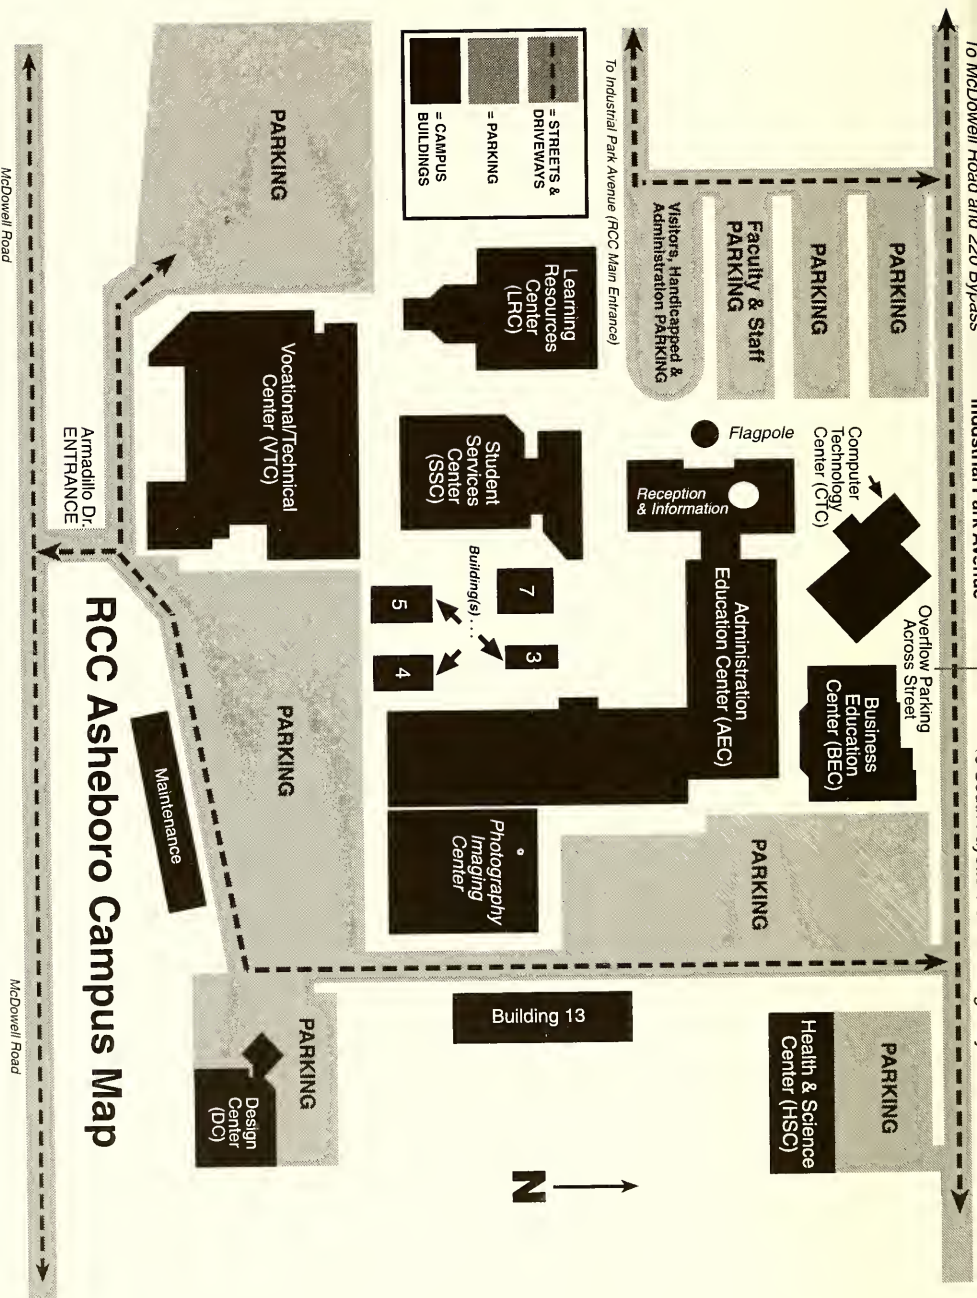 To McDowell Road and 220 Bypass
Industrial Park Avenue
Overflow Parking
Across Street
PARKING
PARKING
Faculty & Staff
PARKING
Visitors, Handicapped &
Administration PARKING
To Industrial Park Avenue (RCC Main Entrance)
Computer
Technology
Center (CTC)
Flagpole
Reception
& Information
Business
Education
Center (BEC)
Administration
Education Center (AEC)
PARKING
PARKING
Health & Science
Center (HSC)
= STREETS &
DRIVEWAYS
= PARKING
= CAMPUS
BUILDINGS
Learning
Resources
Center
(LRC)
Student
Services
Center
(SSC)
7
3
Building(s) . . .
5
4
Photography
Imaging
Center
Building 13
N
PARKING
Vocational/Technical
Center (VTC)
PARKING
PARKING
Design
Center
(DC)
Maintenance
Armadillo Dr.
ENTRANCE
RCC Asheboro Campus Map
McDowell Road
McDowell Road